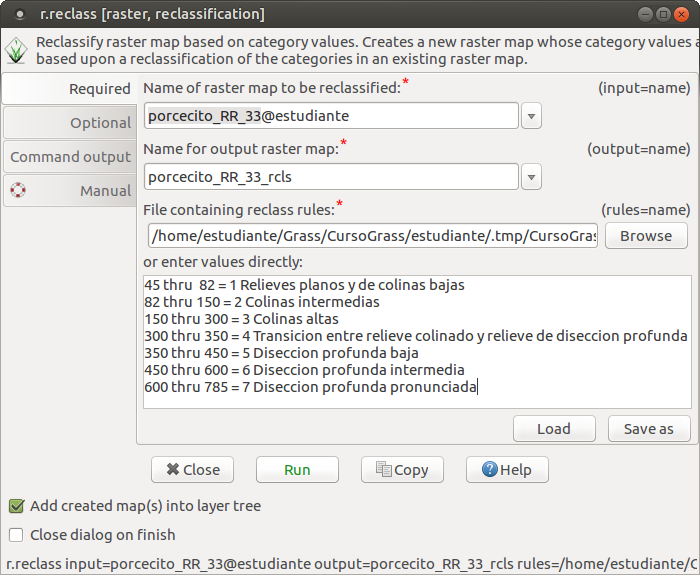 r.reclass [raster, reclassification]
Reclassify raster map based on category values. Creates a new raster map whose category values a
based upon a reclassification of the categories in an existing raster map.
Required
Optional
Command output
Manual
Name of raster map to be reclassified:* (input=name)
porcecito_RR_33@estudiante
Name for output raster map:* (output=name)
porcecito_RR_33_rcls
File containing reclass rules:* (rules=name)
/home/estudiante/Grass/CursoGrass/estudiante/.tmp/CursoGras Browse
or enter values directly:
45 thru  82 = 1 Relieves planos y de colinas bajas
82 thru 150 = 2 Colinas intermedias
150 thru 300 = 3 Colinas altas
300 thru 350 = 4 Transicion entre relieve colinado y relieve de diseccion profunda
350 thru 450 = 5 Diseccion profunda baja
450 thru 600 = 6 Diseccion profunda intermedia
600 thru 785 = 7 Diseccion profunda pronunciada
Load Save as
Close Run Copy Help
Add created map(s) into layer tree
Close dialog on finish
r.reclass input=porcecito_RR_33@estudiante output=porcecito_RR_33_rcls rules=/home/estudiante/G